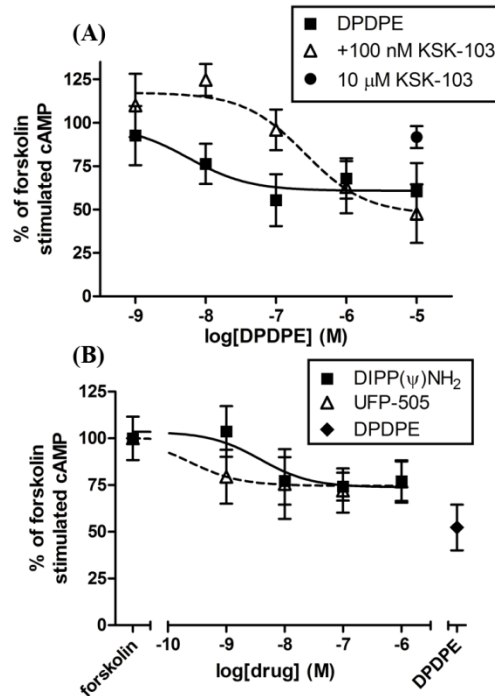 (A)
DPDPE
+100 nM KSK-103
10 μM KSK-103
% of forskolin
stimulated cAMP
125
100
75
50
25
0
-9 -8 -7 -6 -5
log[DPDPE] (M)
(B)
DIPP(ψ)NH₂
UFP-505
DPDPE
% of forskolin
stimulated cAMP
125
100
75
50
25
0
forskolin -10 -9 -8 -7 -6 DPDPE
log[drug] (M)